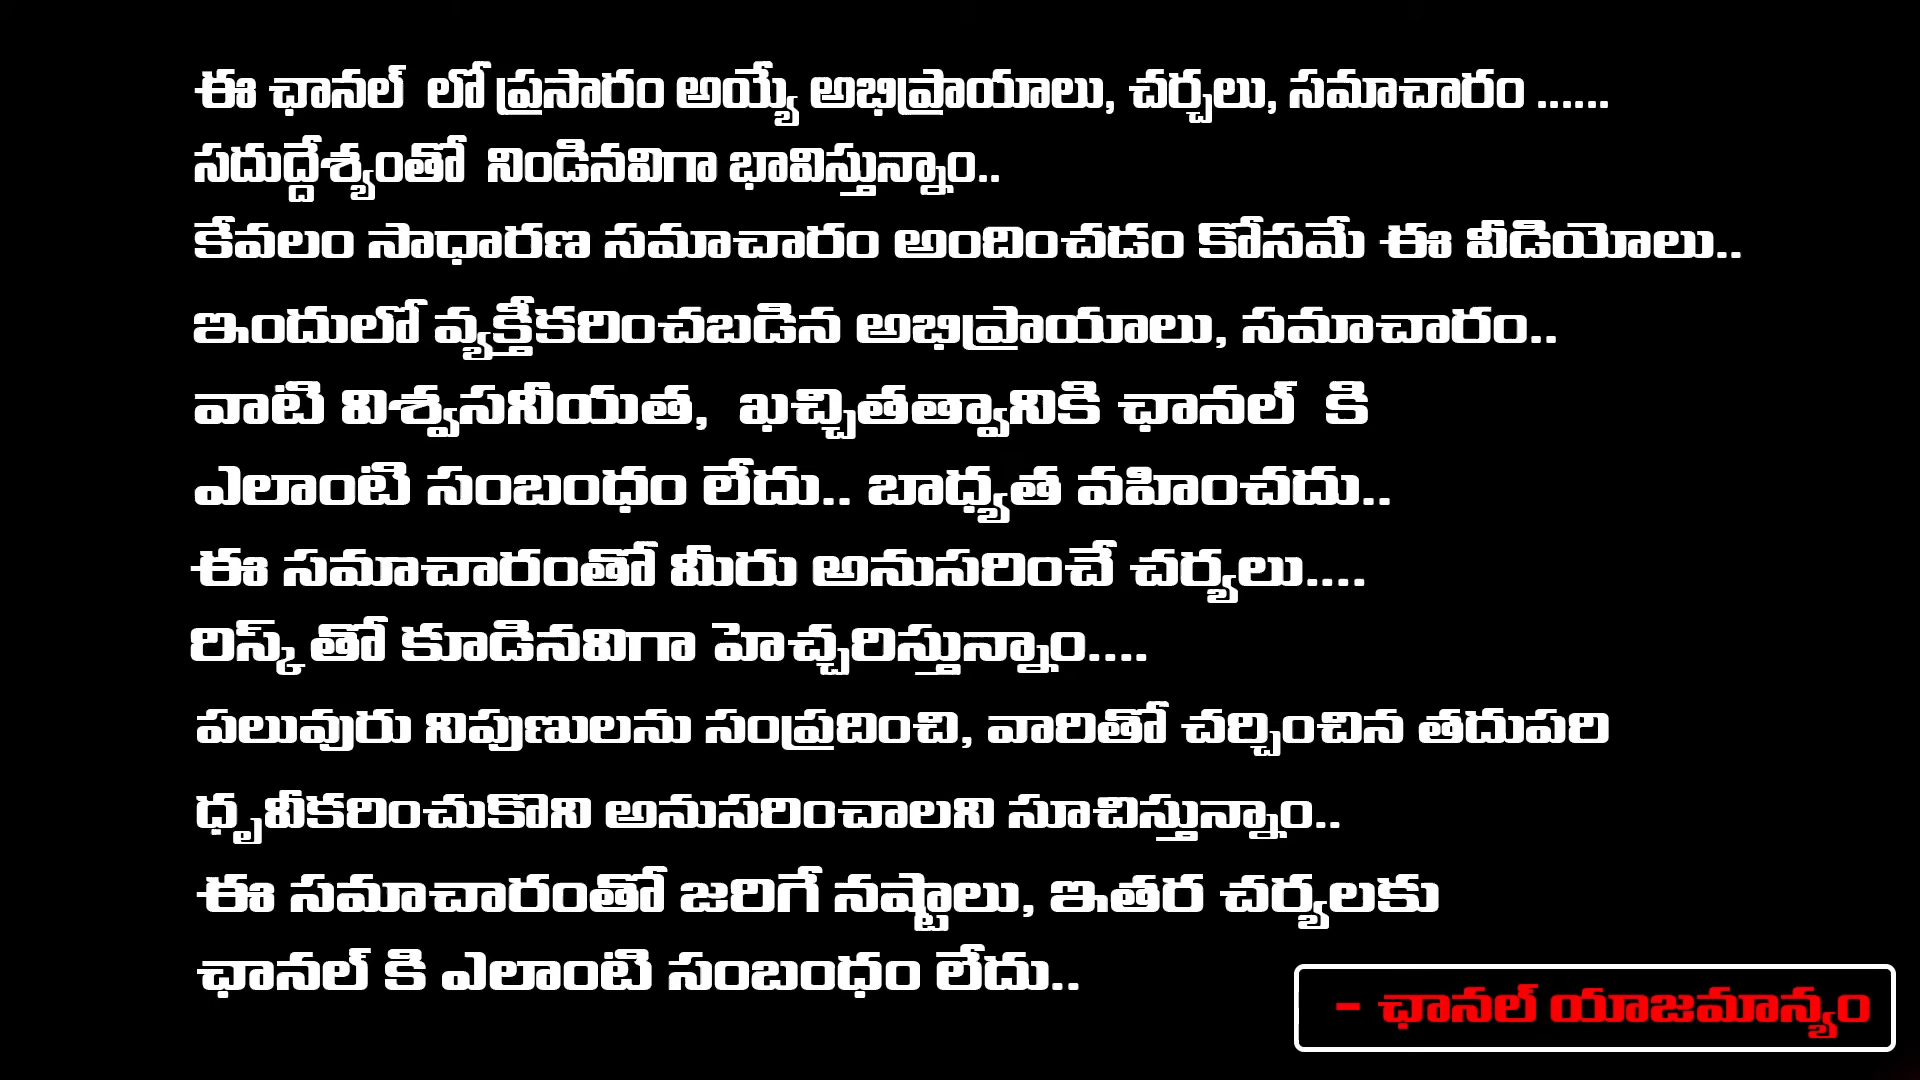 ఈ ఛానల్ లో ప్రసారం అయ్యే అభిప్రాయాలు, చర్చలు, సమాచారం ......
సదుద్దేశ్యంతో నిండినవిగా భావిస్తున్నాం..
కేవలం సాధారణ సమాచారం అందించడం కోసమే ఈ వీడియోలు..
ఇందులో వ్యక్తీకరించబడిన అభిప్రాయాలు, సమాచారం..
వాటి విశ్వసనీయత, ఖచ్చితత్వానికి ఛానల్ కి
ఎలాంటి సంబంధం లేదు.. బాధ్యత వహించదు..
ఈ సమాచారంతో మీరు అనుసరించే చర్యలు....
రిస్క్ తో కూడినవిగా హెచ్చరిస్తున్నాం....
పలువురు నిపుణులను సంప్రదించి, వారితో చర్చించిన తదుపరి
ధృవీకరించుకొని అనుసరించాలని సూచిస్తున్నాం..
ఈ సమాచారంతో జరిగే నష్టాలు, ఇతర చర్యలకు
ఛానల్ కి ఎలాంటి సంబంధం లేదు..
- ఛానల్ యాజమాన్యం